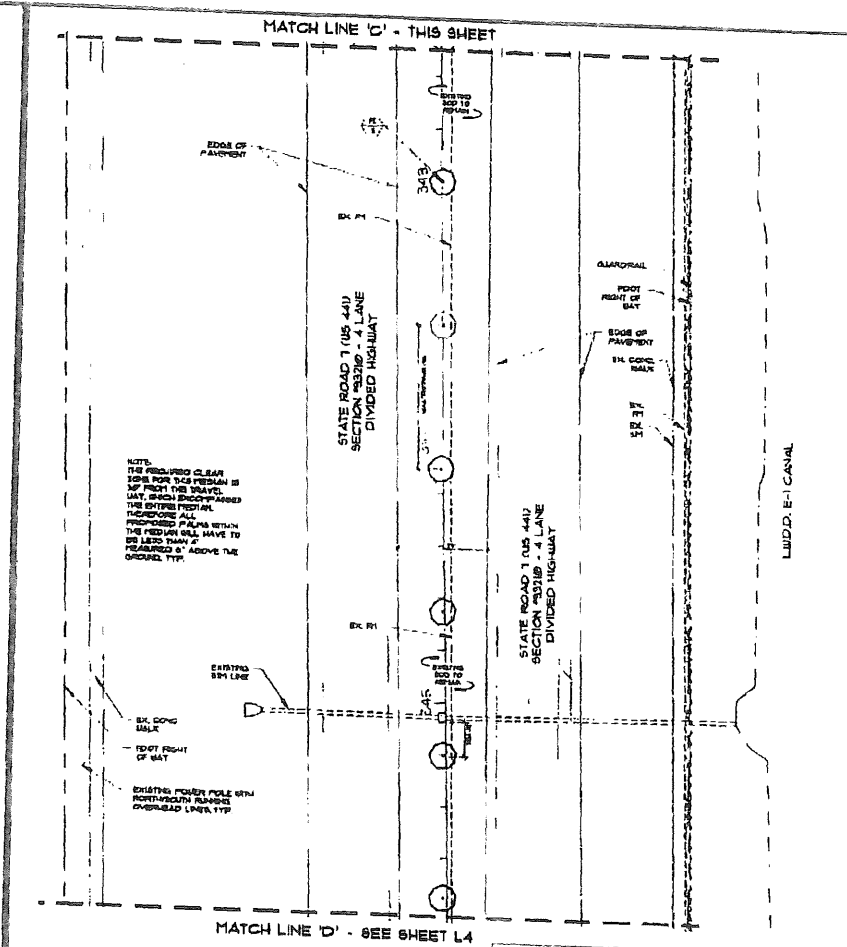 MATCH LINE 'C' - THIS SHEET
EXISTING
SOD TO
REMAIN
EDGE OF
PAVEMENT
343
EX. FM
GUARDRAIL
FDOT
RIGHT OF
WAY
EDGE OF
PAVEMENT
EX. CONC.
WALK
EX.
FM
EX.
STATE ROAD 7 (US 441)
SECTION #93210 - 4 LANE
DIVIDED HIGHWAY
NOTE:
THE REQUIRED CLEAR
ZONE FOR THIS MEDIAN IS
FROM THE TRAVEL
WAY, WHICH ENCOMPASSES
THE ENTIRE MEDIAN.
THEREFORE ALL
PROPOSED PALMS WITHIN
THE MEDIAN WILL HAVE TO
BE LESS THAN 4"
MEASURED 6" ABOVE THE
GROUND, TYP.
L.W.D.D. E-1 CANAL
STATE ROAD 7 (US 441)
SECTION #93210 - 4 LANE
DIVIDED HIGHWAY
EX. FM
EXISTING
SOD TO
REMAIN
EXISTING
LINE
345
EX. CONC
WALK
FDOT RIGHT
OF WAY
EXISTING POWER POLE WITH
NORTH/SOUTH RUNNING
OVERHEAD LINES, TYP
MATCH LINE 'D' - SEE SHEET L4